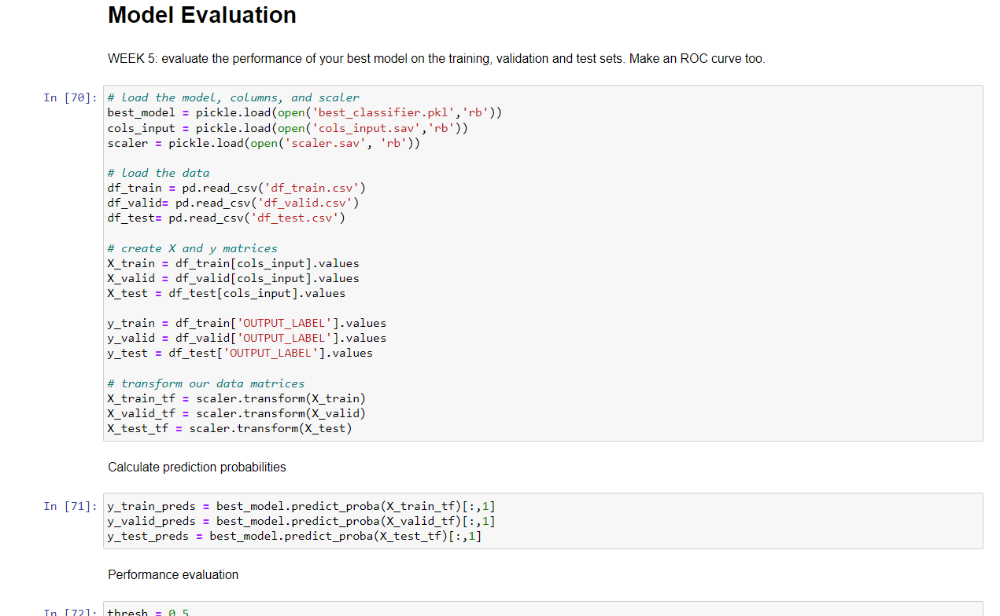 Model Evaluation
WEEK 5: evaluate the performance of your best model on the training, validation and test sets. Make an ROC curve too.
In [70]:
# load the model, columns, and scaler
best_model = pickle.load(open('best_classifier.pkl','rb'))
cols_input = pickle.load(open('cols_input.sav','rb'))
scaler = pickle.load(open('scaler.sav', 'rb'))
# load the data
df_train = pd.read_csv('df_train.csv')
df_valid= pd.read_csv('df_valid.csv')
df_test= pd.read_csv('df_test.csv')
# create X and y matrices
X_train = df_train[cols_input].values
X_valid = df_valid[cols_input].values
X_test = df_test[cols_input].values
y_train = df_train['OUTPUT_LABEL'].values
y_valid = df_valid['OUTPUT_LABEL'].values
y_test = df_test['OUTPUT_LABEL'].values
# transform our data matrices
X_train_tf = scaler.transform(X_train)
X_valid_tf = scaler.transform(X_valid)
X_test_tf = scaler.transform(X_test)
Calculate prediction probabilities
In [71]:
y_train_preds = best_model.predict_proba(X_train_tf)[:,1]
y_valid_preds = best_model.predict_proba(X_valid_tf)[:,1]
y_test_preds = best_model.predict_proba(X_test_tf)[:,1]
Performance evaluation
In [72]:
thresh = 0.5